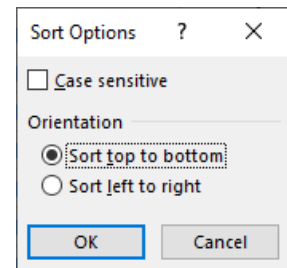 Sort Options ?
Case sensitive
Orientation
Sort top to bottom
Sort left to right
OK Cancel